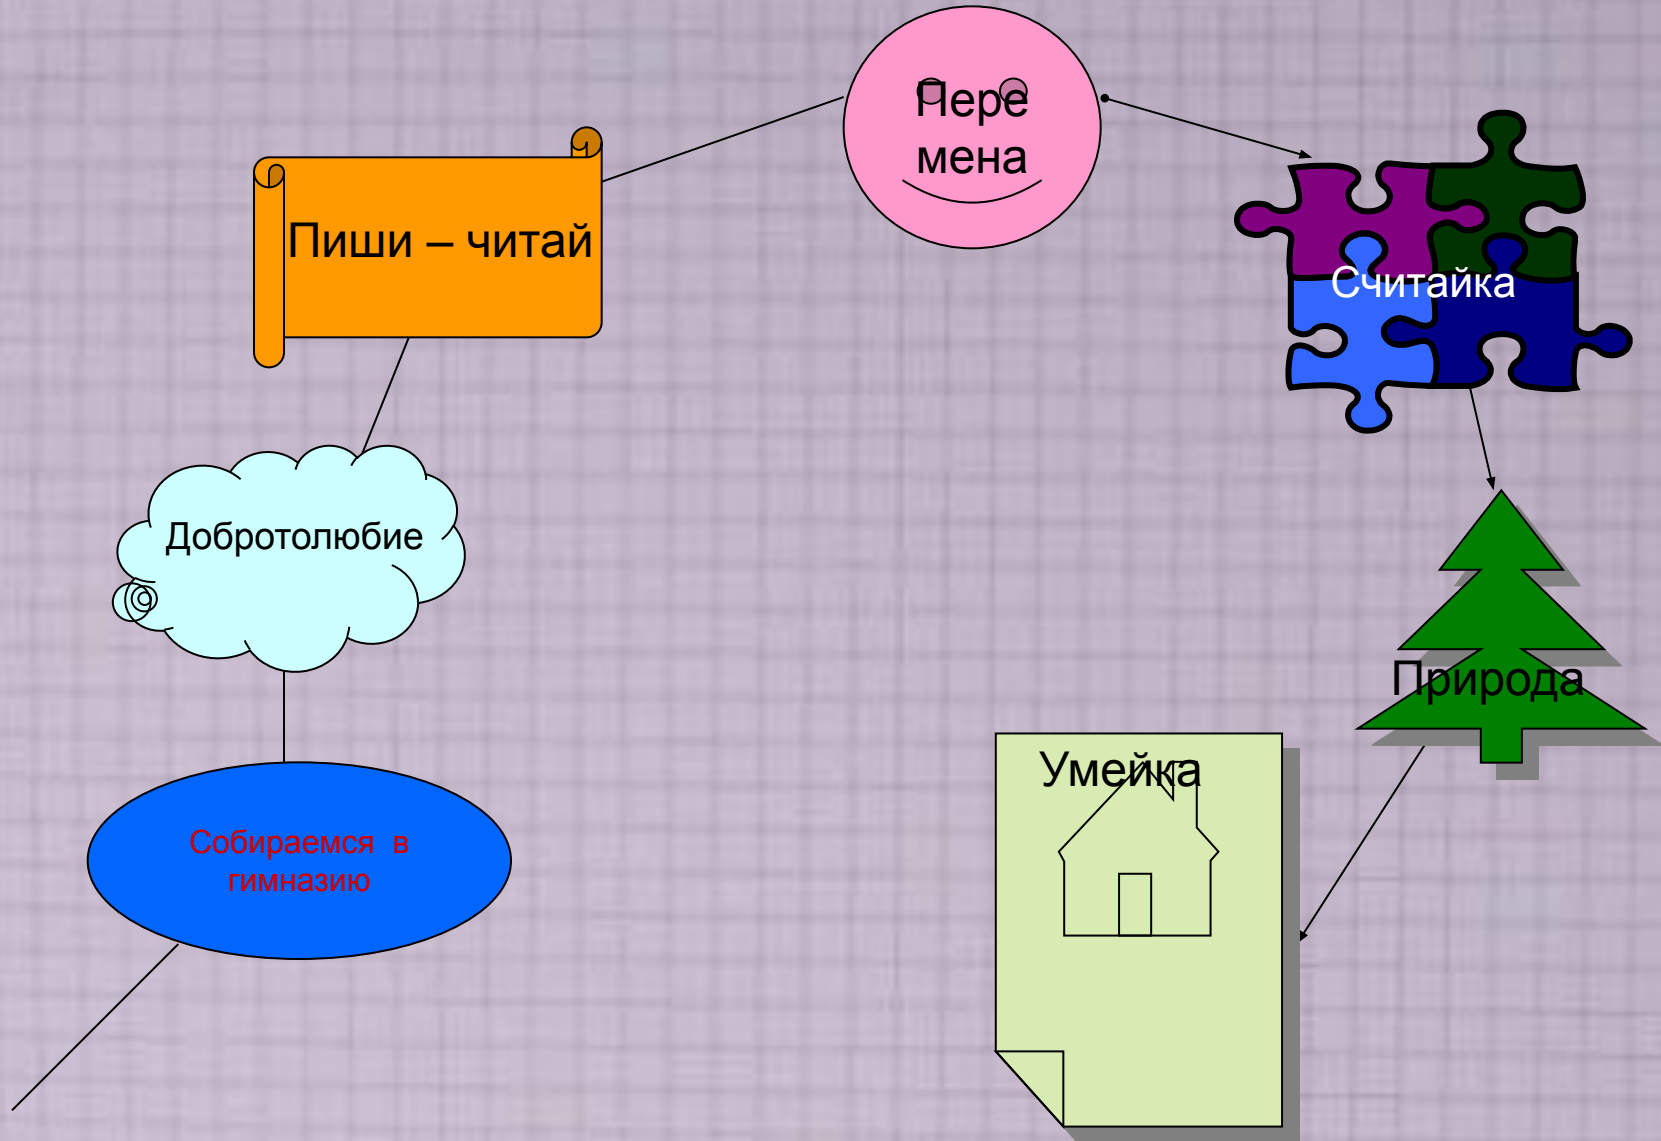 Пере
мена
Пиши – читай
Считайка
Добротолюбие
Природа
Умейка
Собираемся в
гимназию